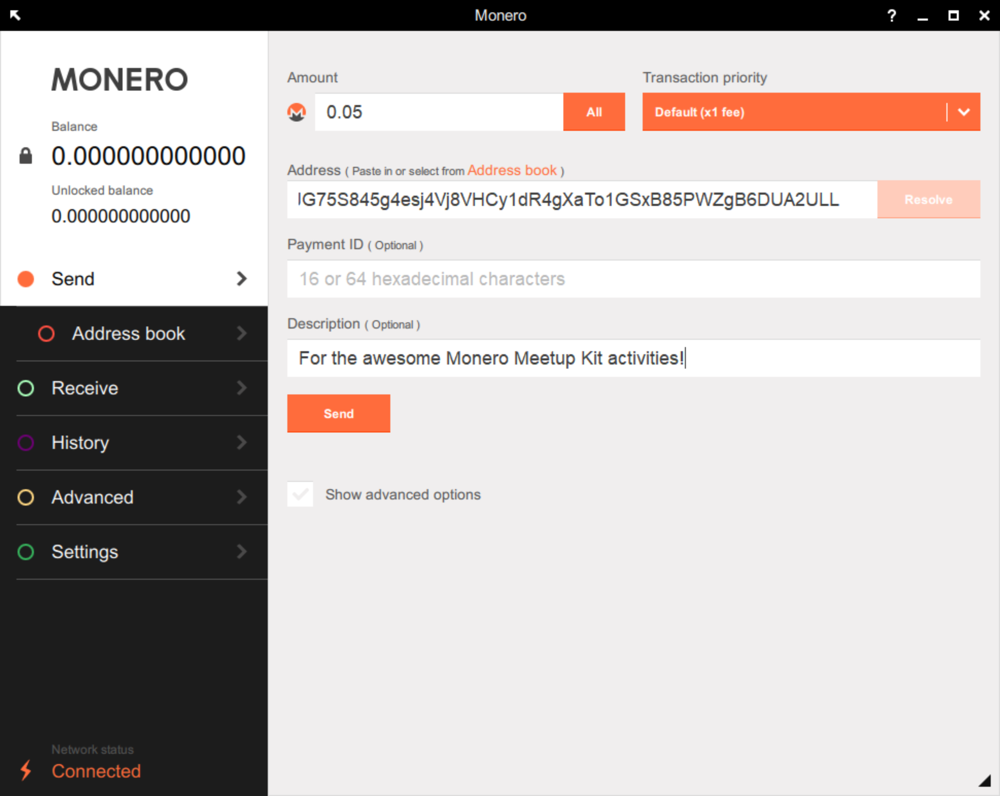 Monero
?
MONERO
Balance
0.000000000000
Unlocked balance
0.000000000000
Send
Address book
Receive
History
Advanced
Settings
Network status
Connected
Amount
0.05
All
Transaction priority
Default (x1 fee)
Address ( Paste in or select from Address book )
G75S845g4esj4Vj8VHCy1dR4gXaTo1GSxB85PWZgB6DUA2ULL
Resolve
Payment ID ( Optional )
16 or 64 hexadecimal characters
Description ( Optional )
For the awesome Monero Meetup Kit activities!
Send
Show advanced options